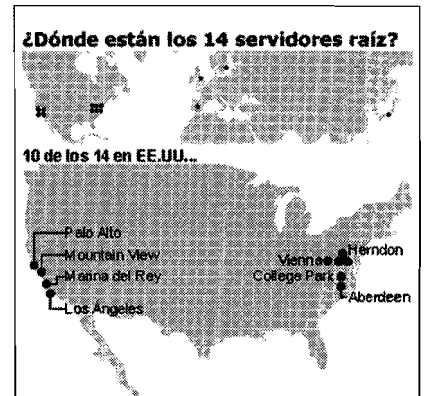 ¿Dónde están los 14 servidores raíz?
10 de los 14 en EE.UU...
Palo Alto
Mountain View
Marina del Rey
Los Ángeles
Herndon
Vienna
College Park
Aberdeen